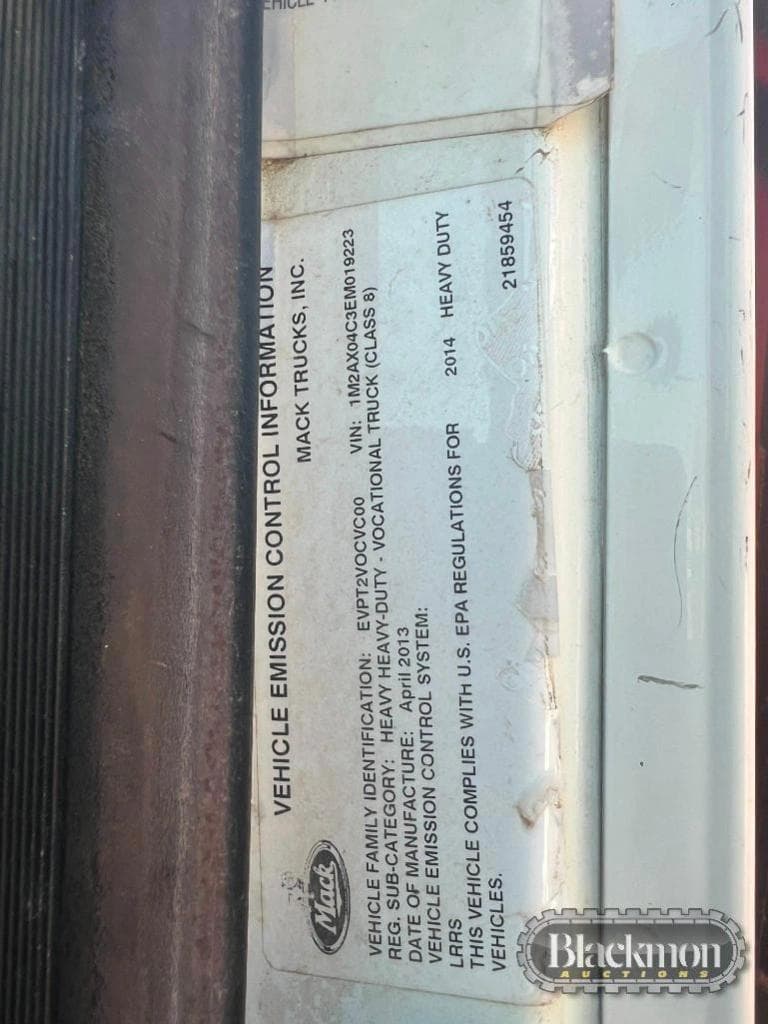 VEHICLE EMISSION CONTROL INFORMATION
Mack
MACK TRUCKS, INC.
VEHICLE FAMILY IDENTIFICATION: EVPT2VOCVC00 VIN: 1M2AX04C3EM019223
REG. SUB-CATEGORY: HEAVY HEAVY-DUTY - VOCATIONAL TRUCK (CLASS 8)
DATE OF MANUFACTURE: April 2013
VEHICLE EMISSION CONTROL SYSTEM:
LRRS
THIS VEHICLE COMPLIES WITH U.S. EPA REGULATIONS FOR 2014 HEAVY DUTY
VEHICLES.
21859454
Blackmon
AUCTIONS